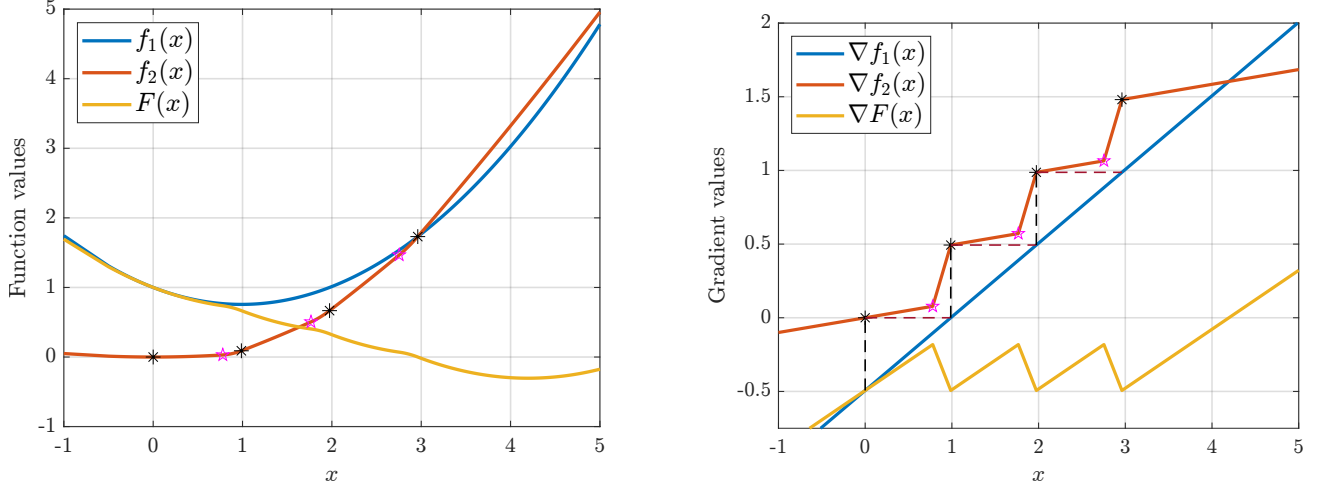 5
4
3
2
1
0
-1
Function values
f₁(x)
f₂(x)
F(x)
-1 0 1 2 3 4 5
x
2
1.5
1
0.5
0
-0.5
Gradient values
∇f₁(x)
∇f₂(x)
∇F(x)
-1 0 1 2 3 4 5
x